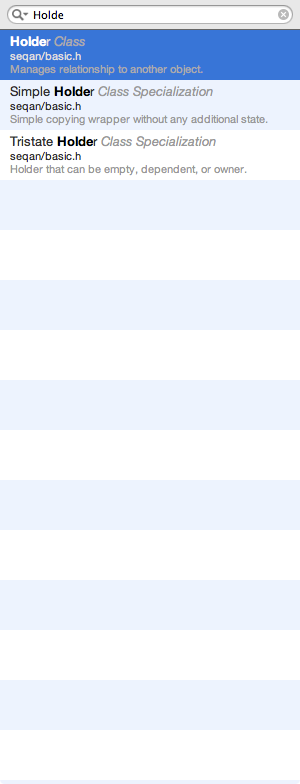 Holde
Holder Class
seqan/basic.h
Manages relationship to another object.
Simple Holder Class Specialization
seqan/basic.h
Simple copying wrapper without any additional state.
Tristate Holder Class Specialization
seqan/basic.h
Holder that can be empty, dependent, or owner.